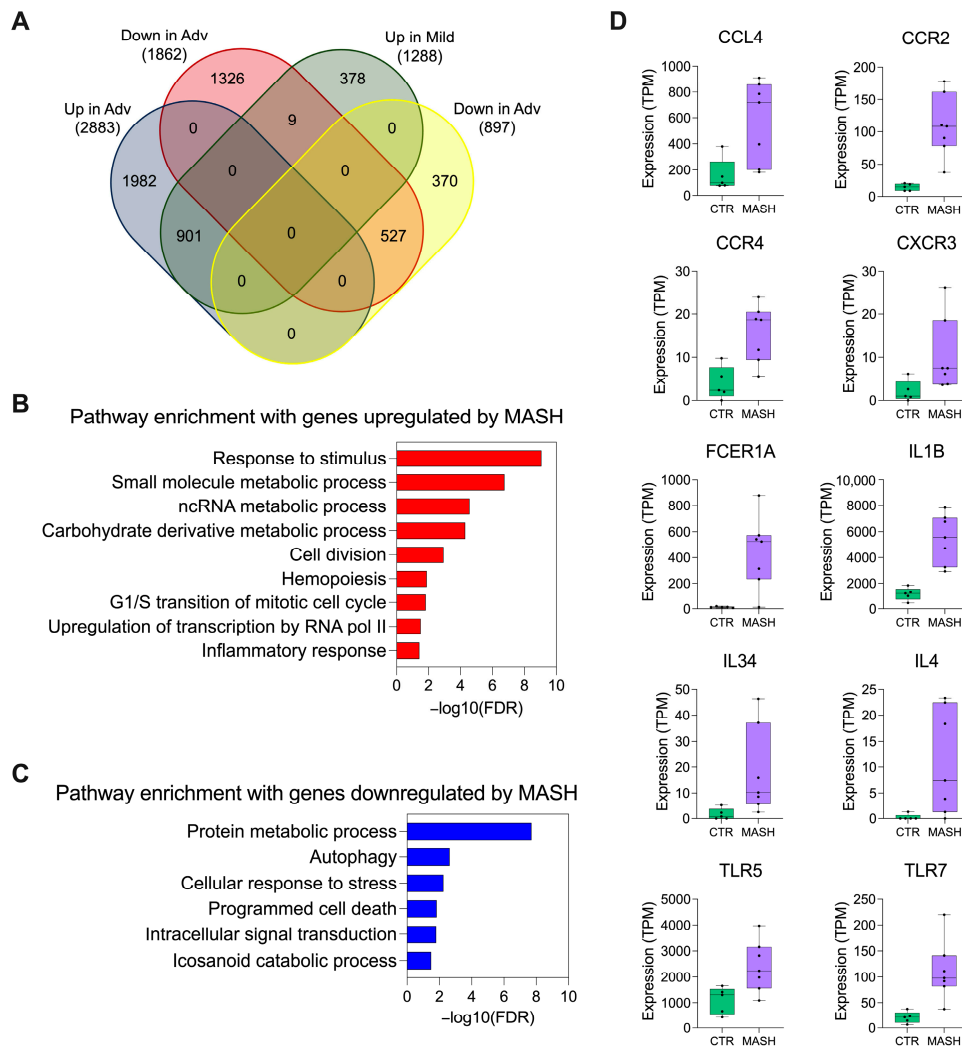 A
Down in Adv
(1862)
Up in Mild
(1288)
Up in Adv
(2883)
Down in Adv
(897)
1326
378
0
9
0
1982
0
0
370
901
0
527
0
0
0
B
Pathway enrichment with genes upregulated by MASH
Response to stimulus
Small molecule metabolic process
ncRNA metabolic process
Carbohydrate derivative metabolic process
Cell division
Hemopoiesis
G1/S transition of mitotic cell cycle
Upregulation of transcription by RNA pol II
Inflammatory response
0 2 4 6 8 10
−log10(FDR)
C
Pathway enrichment with genes downregulated by MASH
Protein metabolic process
Autophagy
Cellular response to stress
Programmed cell death
Intracellular signal transduction
Icosanoid catabolic process
0 2 4 6 8 10
−log10(FDR)
D
CCL4
Expression (TPM)
1000
800
600
400
200
0
CTR MASH
CCR2
Expression (TPM)
200
150
100
50
0
CTR MASH
CCR4
Expression (TPM)
30
20
10
0
CTR MASH
CXCR3
Expression (TPM)
30
20
10
0
CTR MASH
FCER1A
Expression (TPM)
1000
800
600
400
200
0
CTR MASH
IL1B
Expression (TPM)
10,000
8000
6000
4000
2000
0
CTR MASH
IL34
Expression (TPM)
50
40
30
20
10
0
CTR MASH
IL4
Expression (TPM)
25
20
15
10
5
0
CTR MASH
TLR5
Expression (TPM)
5000
4000
3000
2000
1000
0
CTR MASH
TLR7
Expression (TPM)
250
200
150
100
50
0
CTR MASH